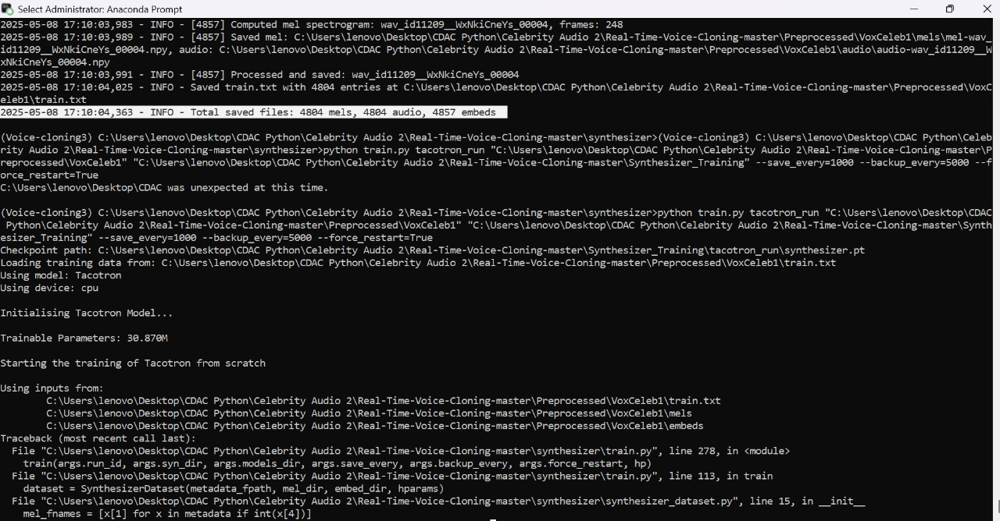 Select Administrator: Anaconda Prompt
2025-05-08 17:10:03,983 - INFO - [4857] Computed mel spectrogram: wav_id11209__WxNkiCneYs_00004, frames: 248
2025-05-08 17:10:03,989 - INFO - [4857] Saved mel: C:\Users\lenovo\Desktop\CDAC Python\Celebrity Audio 2\Real-Time-Voice-Cloning-master\Preprocessed\VoxCeleb1\mels\mel-wav_
id11209__WxNkiCneYs_00004.npy, audio: C:\Users\lenovo\Desktop\CDAC Python\Celebrity Audio 2\Real-Time-Voice-Cloning-master\Preprocessed\VoxCeleb1\audio\audio-wav_id11209__W
xNkiCneYs_00004.npy
2025-05-08 17:10:03,991 - INFO - [4857] Processed and saved: wav_id11209__WxNkiCneYs_00004
2025-05-08 17:10:04,025 - INFO - Saved train.txt with 4804 entries at C:\Users\lenovo\Desktop\CDAC Python\Celebrity Audio 2\Real-Time-Voice-Cloning-master\Preprocessed\VoxC
eleb1\train.txt
2025-05-08 17:10:04,363 - INFO - Total saved files: 4804 mels, 4804 audio, 4857 embeds
(Voice-cloning3) C:\Users\lenovo\Desktop\CDAC Python\Celebrity Audio 2\Real-Time-Voice-Cloning-master\synthesizer>(Voice-cloning3) C:\Users\lenovo\Desktop\CDAC Python\Celeb
rity Audio 2\Real-Time-Voice-Cloning-master\synthesizer>python train.py tacotron_run "C:\Users\lenovo\Desktop\CDAC Python\Celebrity Audio 2\Real-Time-Voice-Cloning-master\P
reprocessed\VoxCeleb1" "C:\Users\lenovo\Desktop\CDAC Python\Celebrity Audio 2\Real-Time-Voice-Cloning-master\Synthesizer_Training" --save_every=1000 --backup_every=5000 --f
orce_restart=True
C:\Users\lenovo\Desktop\CDAC was unexpected at this time.
(Voice-cloning3) C:\Users\lenovo\Desktop\CDAC Python\Celebrity Audio 2\Real-Time-Voice-Cloning-master\synthesizer>python train.py tacotron_run "C:\Users\lenovo\Desktop\CDAC
Python\Celebrity Audio 2\Real-Time-Voice-Cloning-master\Preprocessed\VoxCeleb1" "C:\Users\lenovo\Desktop\CDAC Python\Celebrity Audio 2\Real-Time-Voice-Cloning-master\Synth
esizer_Training" --save_every=1000 --backup_every=5000 --force_restart=True
Checkpoint path: C:\Users\lenovo\Desktop\CDAC Python\Celebrity Audio 2\Real-Time-Voice-Cloning-master\Synthesizer_Training\tacotron_run\synthesizer.pt
Loading training data from: C:\Users\lenovo\Desktop\CDAC Python\Celebrity Audio 2\Real-Time-Voice-Cloning-master\Preprocessed\VoxCeleb1\train.txt
Using model: Tacotron
Using device: cpu
Initialising Tacotron Model...
Trainable Parameters: 30.870M
Starting the training of Tacotron from scratch
Using inputs from:
C:\Users\lenovo\Desktop\CDAC Python\Celebrity Audio 2\Real-Time-Voice-Cloning-master\Preprocessed\VoxCeleb1\train.txt
C:\Users\lenovo\Desktop\CDAC Python\Celebrity Audio 2\Real-Time-Voice-Cloning-master\Preprocessed\VoxCeleb1\mels
C:\Users\lenovo\Desktop\CDAC Python\Celebrity Audio 2\Real-Time-Voice-Cloning-master\Preprocessed\VoxCeleb1\embeds
Traceback (most recent call last):
File "C:\Users\lenovo\Desktop\CDAC Python\Celebrity Audio 2\Real-Time-Voice-Cloning-master\synthesizer\train.py", line 278, in <module>
train(args.run_id, args.syn_dir, args.models_dir, args.save_every, args.backup_every, args.force_restart, hp)
File "C:\Users\lenovo\Desktop\CDAC Python\Celebrity Audio 2\Real-Time-Voice-Cloning-master\synthesizer\train.py", line 113, in train
dataset = SynthesizerDataset(metadata_fpath, mel_dir, embed_dir, hparams)
File "C:\Users\lenovo\Desktop\CDAC Python\Celebrity Audio 2\Real-Time-Voice-Cloning-master\synthesizer\synthesizer_dataset.py", line 15, in __init__
mel_fnames = [x[1] for x in metadata if int(x[4])]